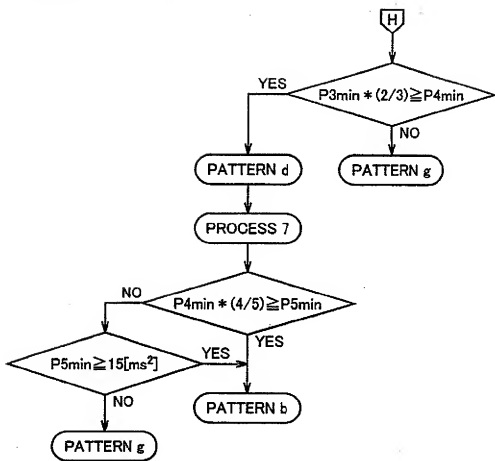 H
YES
P3min*(2/3)≧P4min
NO
PATTERN d
PATTERN g
PROCESS 7
NO
P4min*(4/5)≧P5min
YES
P5min≧15[ms²]
YES
NO
PATTERN b
PATTERN g